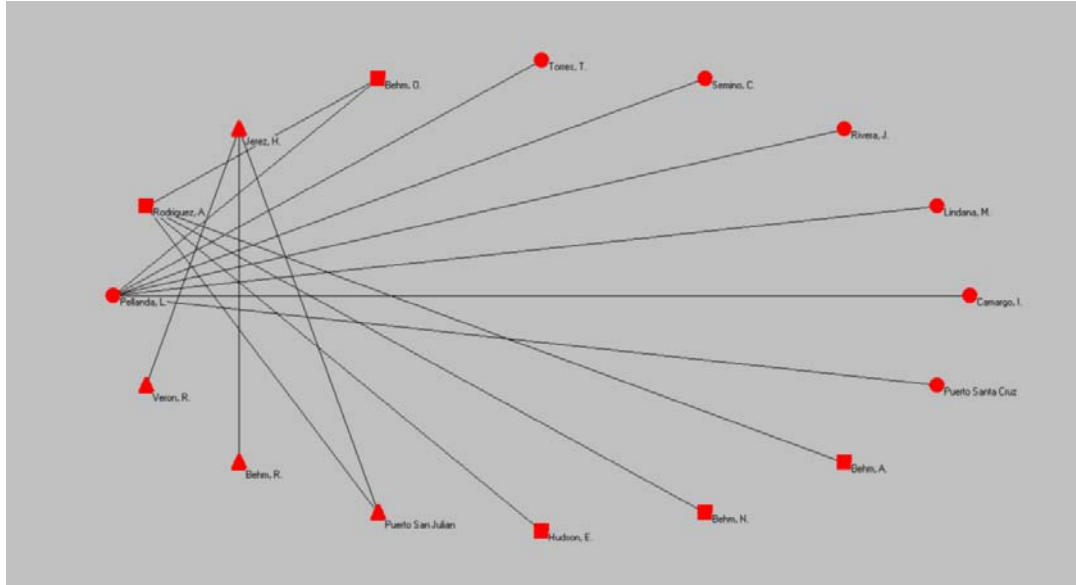 Torres, T.
Behm, O.
Semino, C.
Rivera, J.
Jerez, H.
Rodriguez, A.
Lindana, M.
Pellanda, L.
Camargo, I.
Veron, R.
Puerto Santa Cruz
Behm, R.
Behm, A.
Puerto San Julian
Behm, N.
Hudson, E.